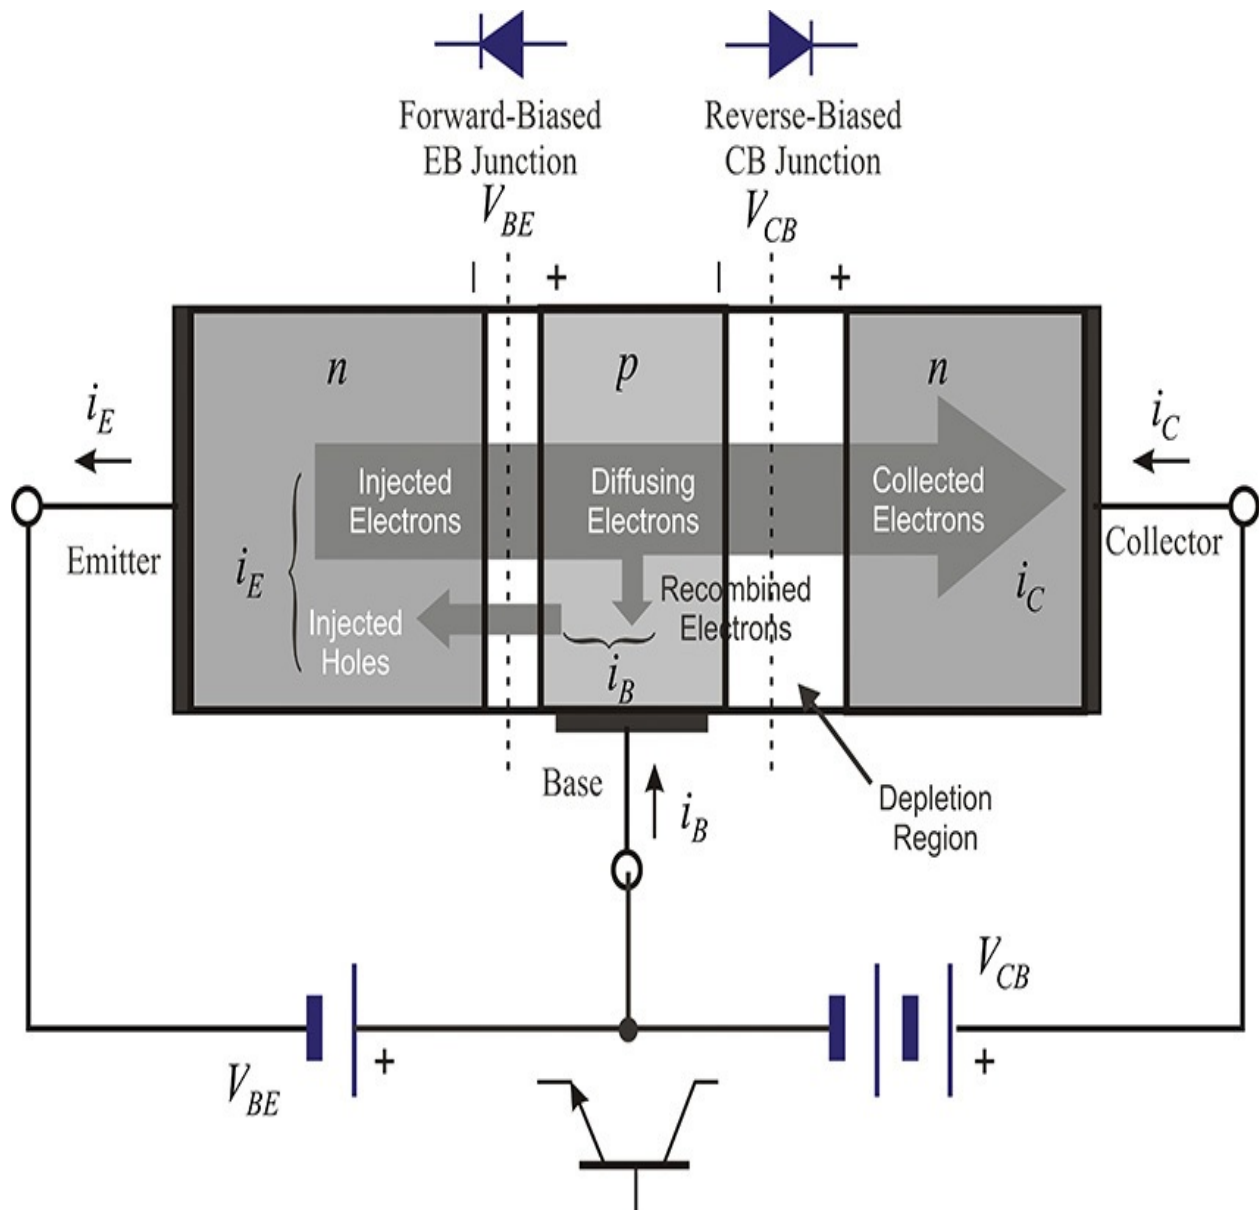 Forward-Biased
EB Junction
V_BE
Reverse-Biased
CB Junction
V_CB
− +
− +
n
p
n
i_E
i_C
Injected
Electrons
Diffusing
Electrons
Collected
Electrons
Emitter
Collector
i_E
Injected
Holes
Recombined
Electrons
i_B
i_C
Base
i_B
Depletion
Region
V_BE
+
V_CB
+